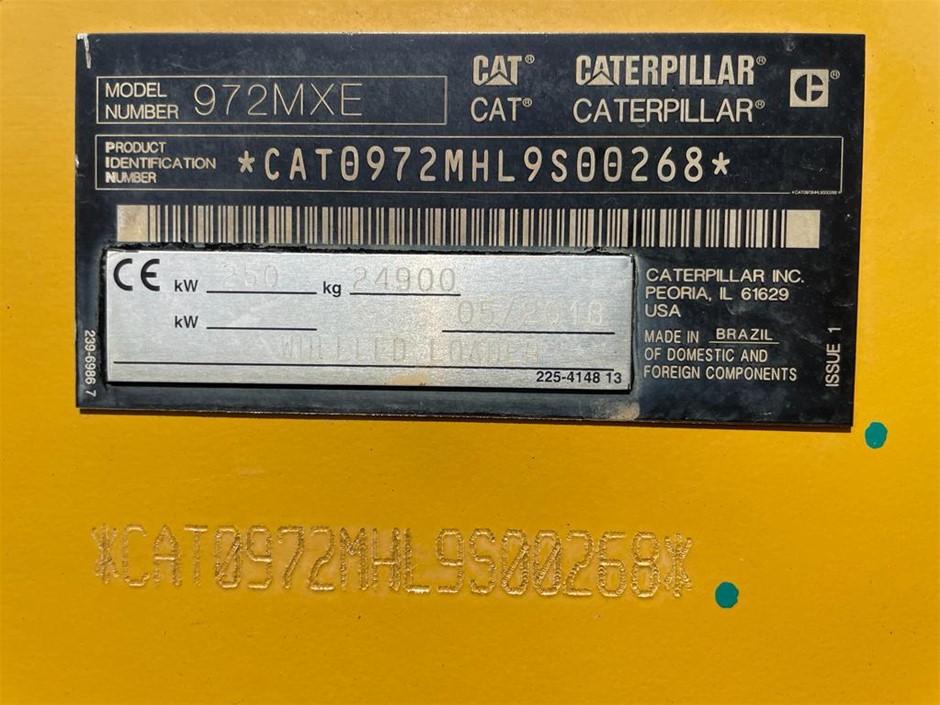 CAT® CATERPILLAR®
CAT® CATERPILLAR®
MODEL NUMBER 972MXE
PRODUCT
IDENTIFICATION
NUMBER
*CAT0972MHL9S00268*
CE kW 250 kg 24900
kW 05/2018
WHEELED LOADER
225-4148 13
239-6986 7
CATERPILLAR INC.
PEORIA, IL 61629
USA
MADE IN BRAZIL
OF DOMESTIC AND
FOREIGN COMPONENTS
ISSUE 1
*CAT0972MHL9S00268*